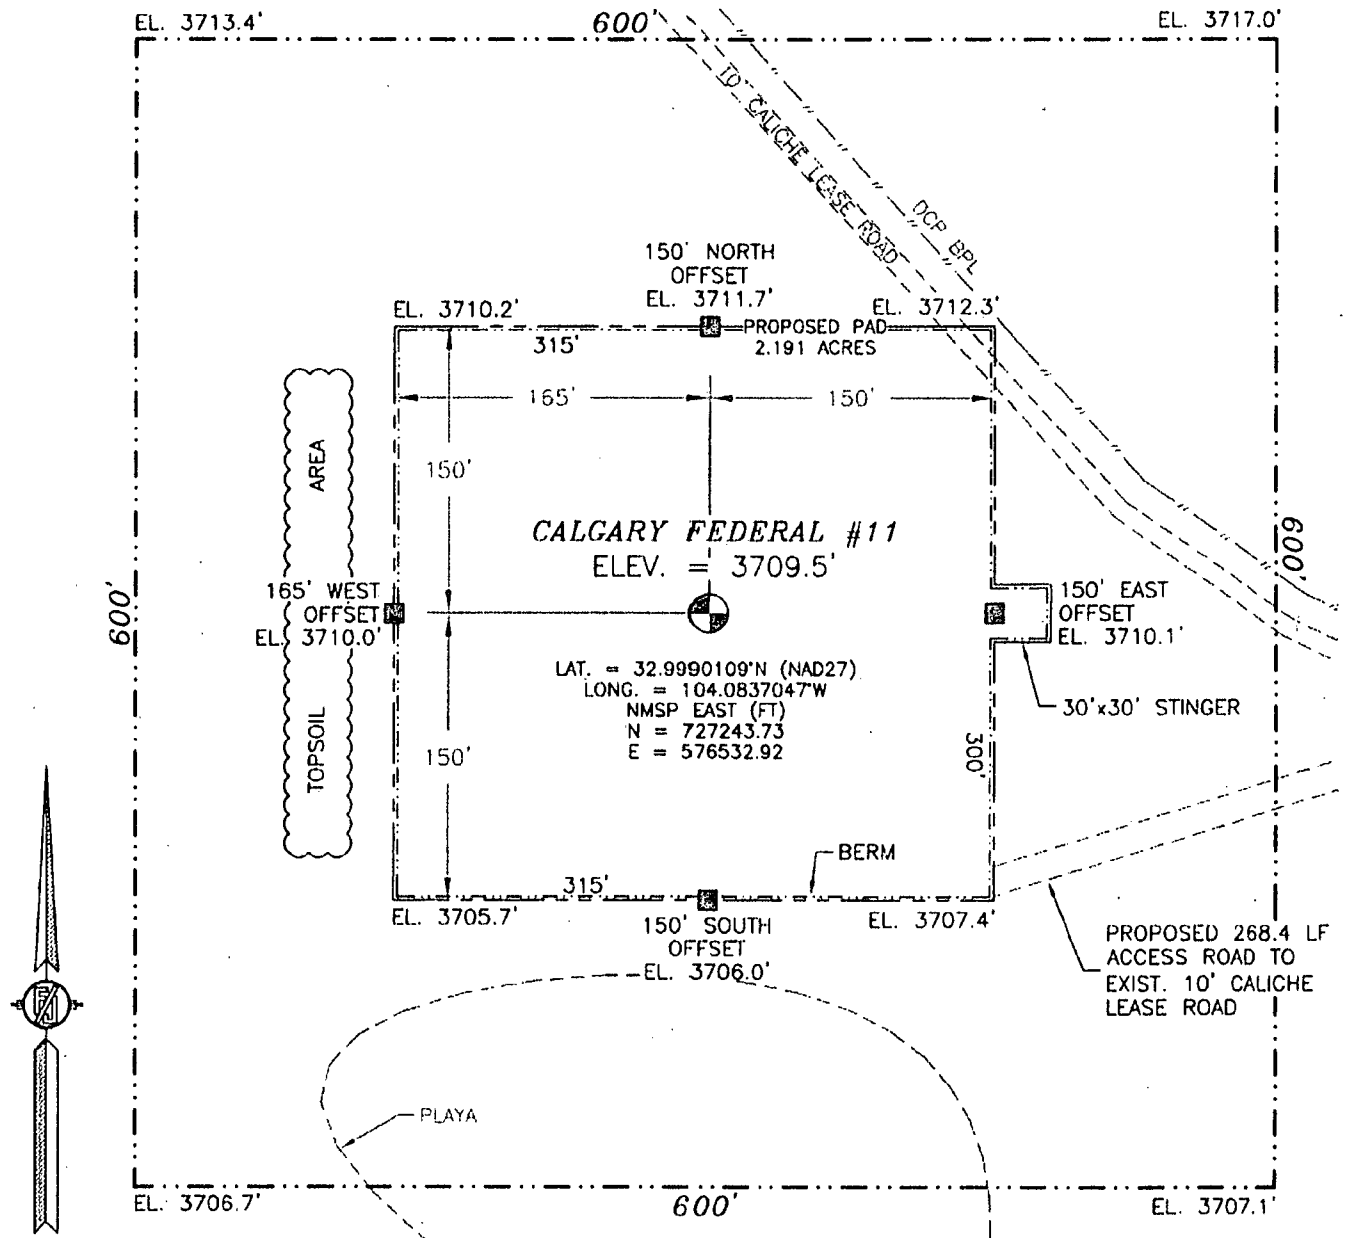 EL. 3713.4'
600'
EL. 3717.0'
TO CALICHE LEASE ROAD
DCP BPL
150' NORTH
OFFSET
EL. 3711.7'
EL. 3710.2'
EL. 3712.3'
PROPOSED PAD
2.191 ACRES
315'
165'
150'
150'
AREA
TOPSOIL
CALGARY FEDERAL #11
ELEV. = 3709.5'
600'
600'
165' WEST
OFFSET
EL. 3710.0'
150' EAST
OFFSET
EL. 3710.1'
LAT. = 32.9990109°N (NAD27)
LONG. = 104.0837047°W
NMSP EAST (FT)
N = 727243.73
E = 576532.92
30'x30' STINGER
150'
300'
BERM
315'
EL. 3705.7'
150' SOUTH
OFFSET
EL. 3706.0'
EL. 3707.4'
PROPOSED 268.4 LF
ACCESS ROAD TO
EXIST. 10' CALICHE
LEASE ROAD
PLAYA
EL. 3706.7'
600'
EL. 3707.1'